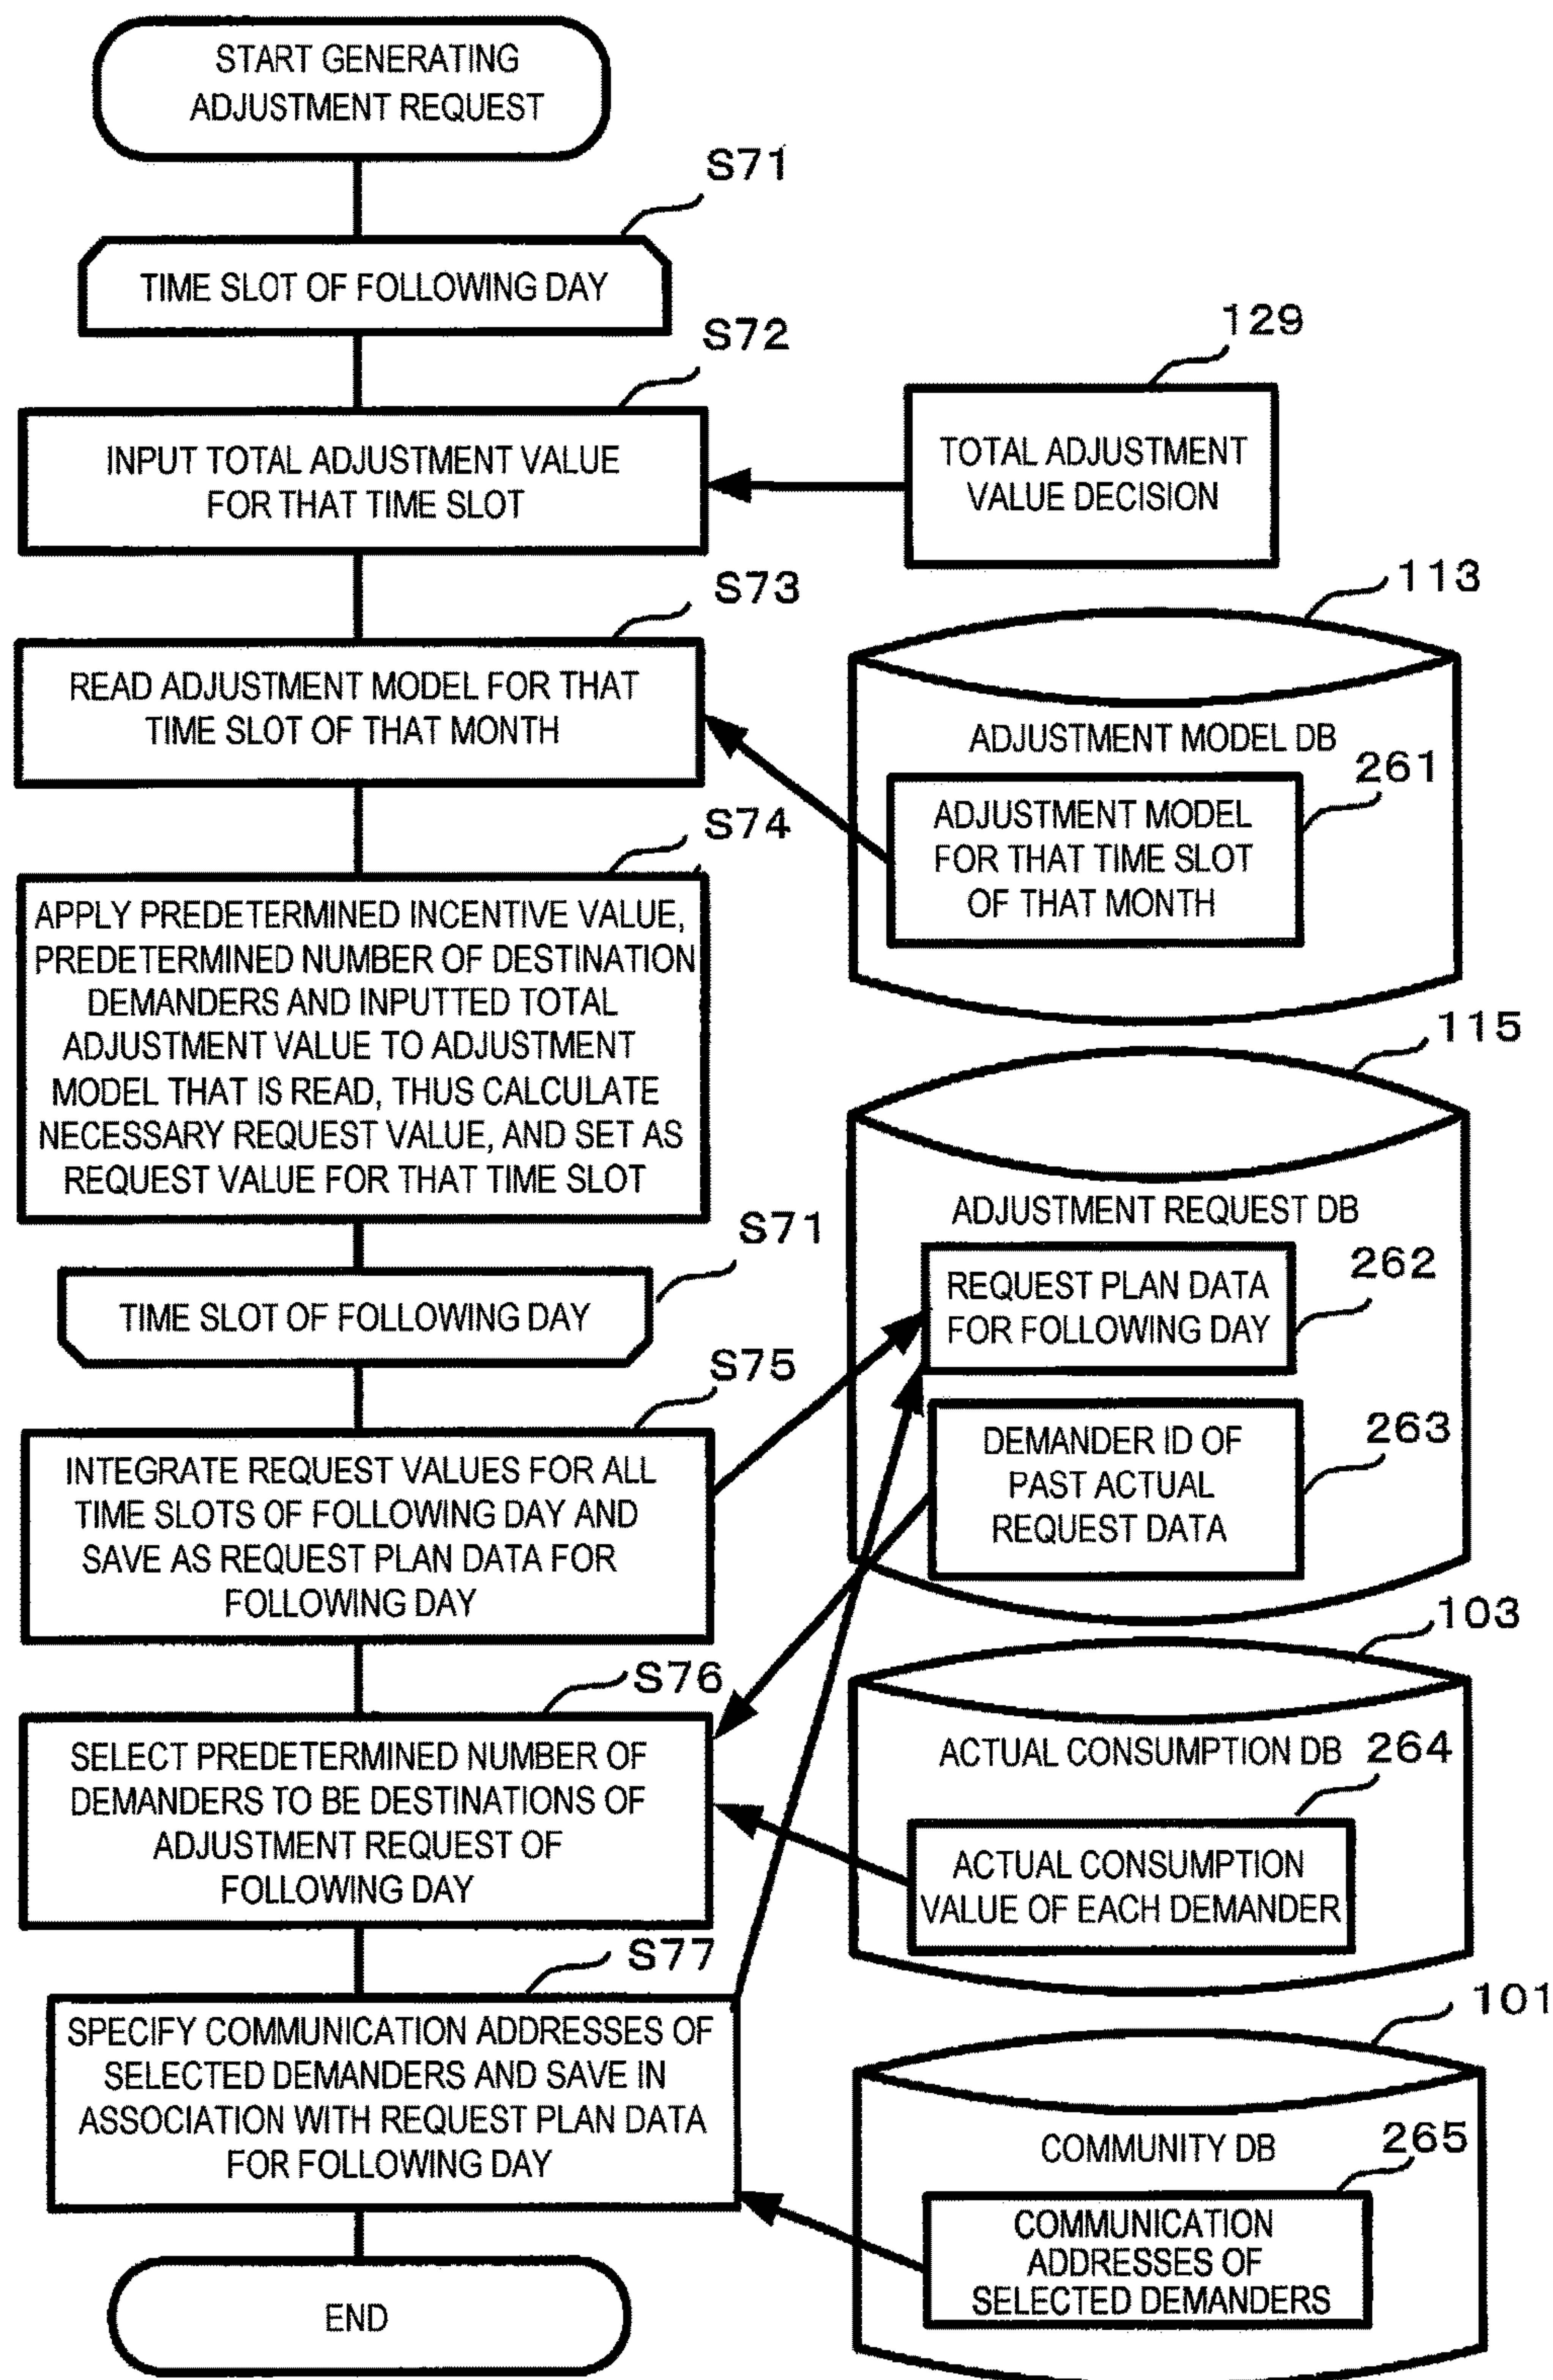 START GENERATING
ADJUSTMENT REQUEST
S71
TIME SLOT OF FOLLOWING DAY
S72
INPUT TOTAL ADJUSTMENT VALUE
FOR THAT TIME SLOT
129
TOTAL ADJUSTMENT
VALUE DECISION
S73
READ ADJUSTMENT MODEL FOR THAT
TIME SLOT OF THAT MONTH
113
ADJUSTMENT MODEL DB
261
ADJUSTMENT MODEL
FOR THAT TIME SLOT
OF THAT MONTH
S74
APPLY PREDETERMINED INCENTIVE VALUE,
PREDETERMINED NUMBER OF DESTINATION
DEMANDERS AND INPUTTED TOTAL
ADJUSTMENT VALUE TO ADJUSTMENT
MODEL THAT IS READ, THUS CALCULATE
NECESSARY REQUEST VALUE, AND SET AS
REQUEST VALUE FOR THAT TIME SLOT
115
ADJUSTMENT REQUEST DB
S71
TIME SLOT OF FOLLOWING DAY
262
REQUEST PLAN DATA
FOR FOLLOWING DAY
S75
INTEGRATE REQUEST VALUES FOR ALL
TIME SLOTS OF FOLLOWING DAY AND
SAVE AS REQUEST PLAN DATA FOR
FOLLOWING DAY
263
DEMANDER ID OF
PAST ACTUAL
REQUEST DATA
S76
SELECT PREDETERMINED NUMBER OF
DEMANDERS TO BE DESTINATIONS OF
ADJUSTMENT REQUEST OF
FOLLOWING DAY
103
ACTUAL CONSUMPTION DB
264
ACTUAL CONSUMPTION
VALUE OF EACH DEMANDER
S77
SPECIFY COMMUNICATION ADDRESSES OF
SELECTED DEMANDERS AND SAVE IN
ASSOCIATION WITH REQUEST PLAN DATA
FOR FOLLOWING DAY
101
COMMUNITY DB
265
COMMUNICATION
ADDRESSES OF
SELECTED DEMANDERS
END